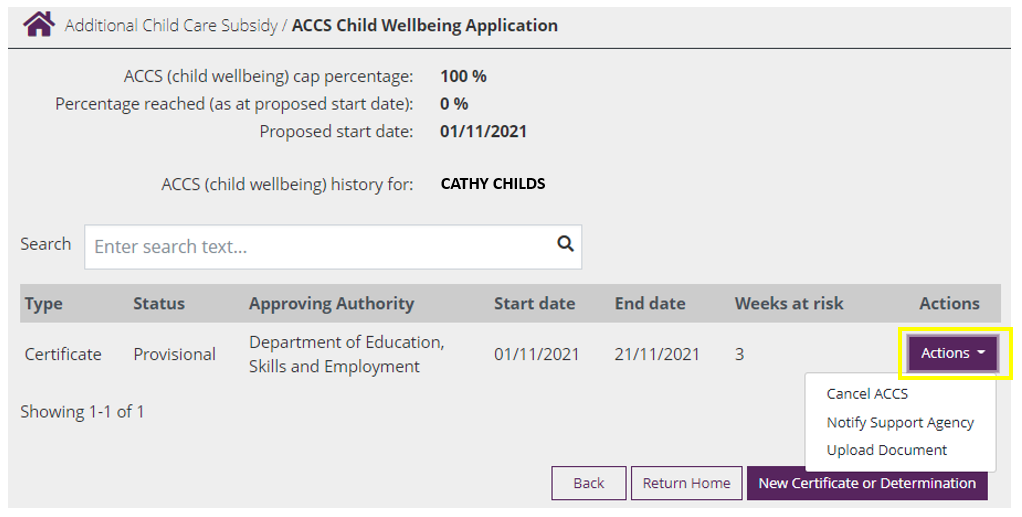 Additional Child Care Subsidy / ACCS Child Wellbeing Application
ACCS (child wellbeing) cap percentage: 100 %
Percentage reached (as at proposed start date): 0 %
Proposed start date: 01/11/2021
ACCS (child wellbeing) history for: CATHY CHILDS
Search Enter search text...
Type Status Approving Authority Start date End date Weeks at risk Actions
Certificate Provisional Department of Education, Skills and Employment 01/11/2021 21/11/2021 3 Actions
Cancel ACCS
Notify Support Agency
Upload Document
Showing 1-1 of 1
Back Return Home New Certificate or Determination